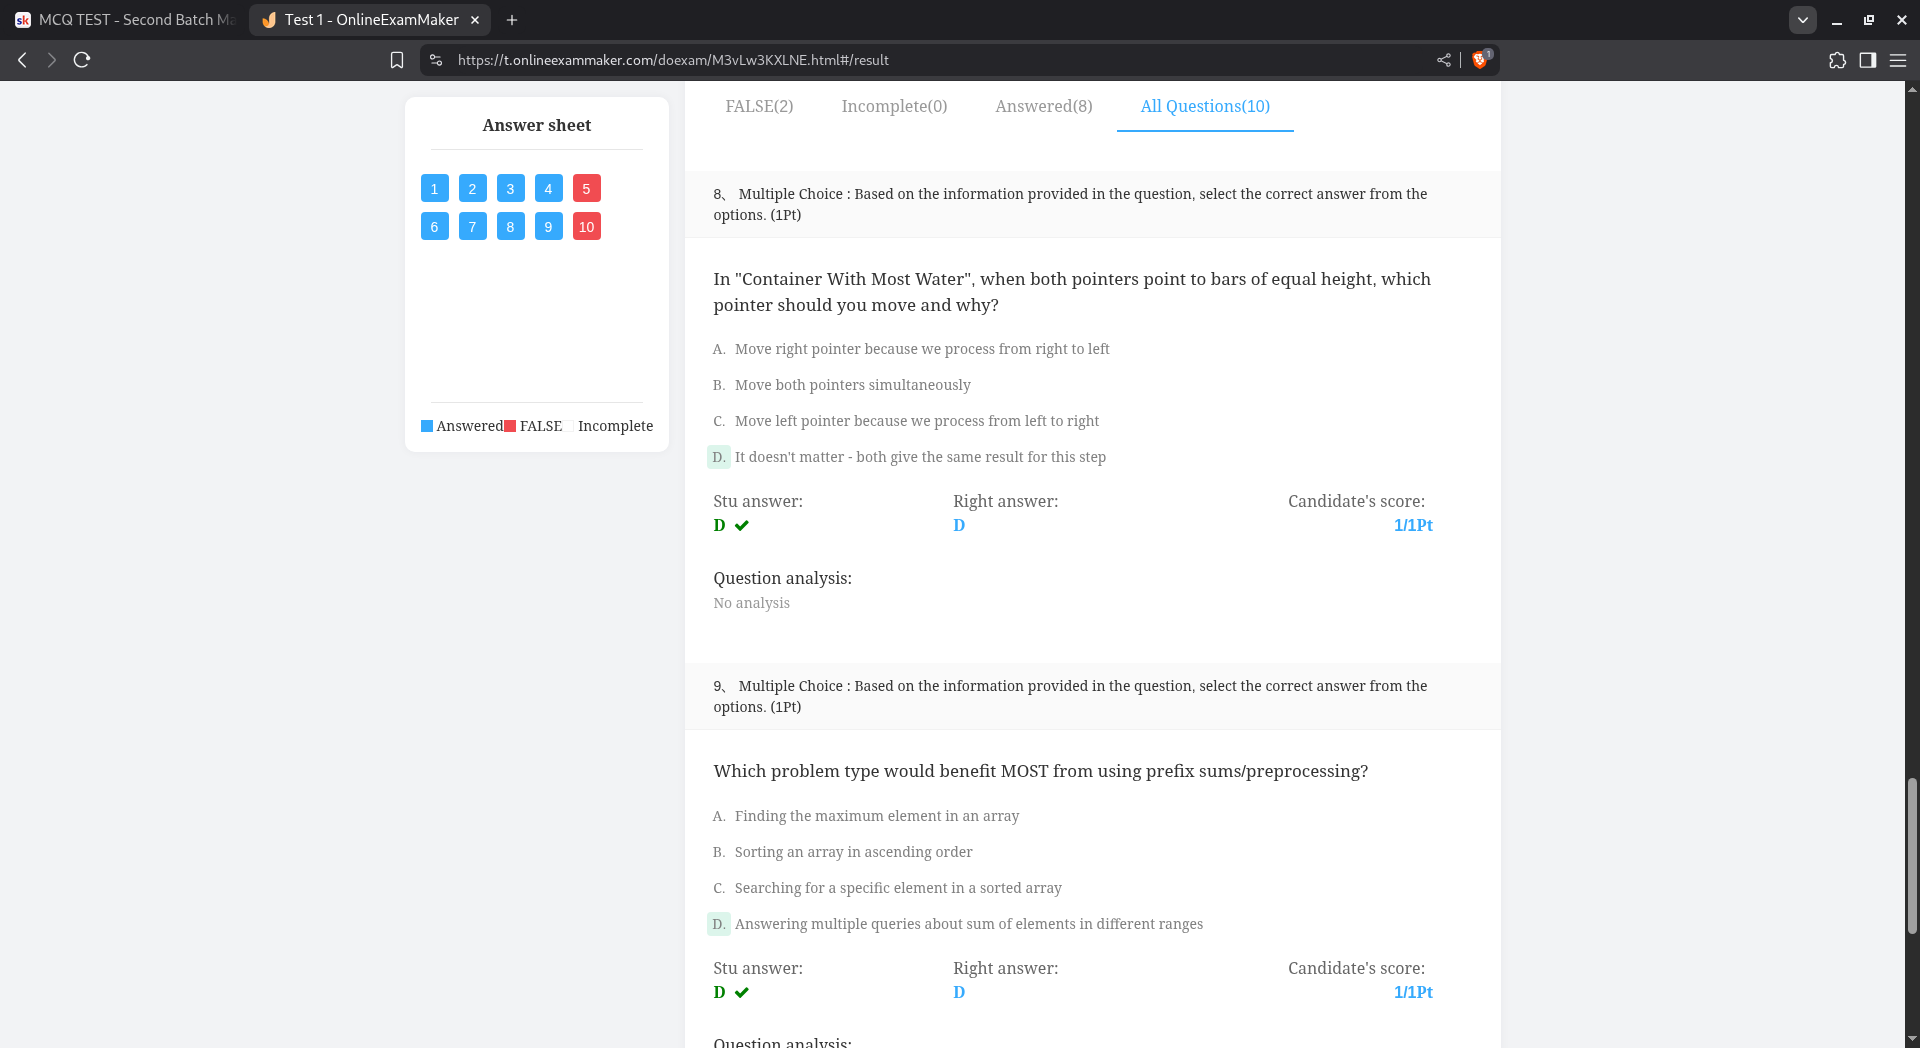 MCQ TEST - Second Batch Ma
Test 1 - OnlineExamMaker
https://t.onlineexammaker.com/doexam/M3vLw3KXLNE.html#/result
1
Answer sheet
1 2 3 4 5
6 7 8 9 10
Answered FALSE Incomplete
FALSE(2) Incomplete(0) Answered(8) All Questions(10)
8、 Multiple Choice : Based on the information provided in the question, select the correct answer from the
options. (1Pt)
In "Container With Most Water", when both pointers point to bars of equal height, which
pointer should you move and why?
A. Move right pointer because we process from right to left
B. Move both pointers simultaneously
C. Move left pointer because we process from left to right
D. It doesn't matter - both give the same result for this step
Stu answer: Right answer: Candidate's score:
D D 1/1Pt
Question analysis:
No analysis
9、 Multiple Choice : Based on the information provided in the question, select the correct answer from the
options. (1Pt)
Which problem type would benefit MOST from using prefix sums/preprocessing?
A. Finding the maximum element in an array
B. Sorting an array in ascending order
C. Searching for a specific element in a sorted array
D. Answering multiple queries about sum of elements in different ranges
Stu answer: Right answer: Candidate's score:
D D 1/1Pt
Question analysis: